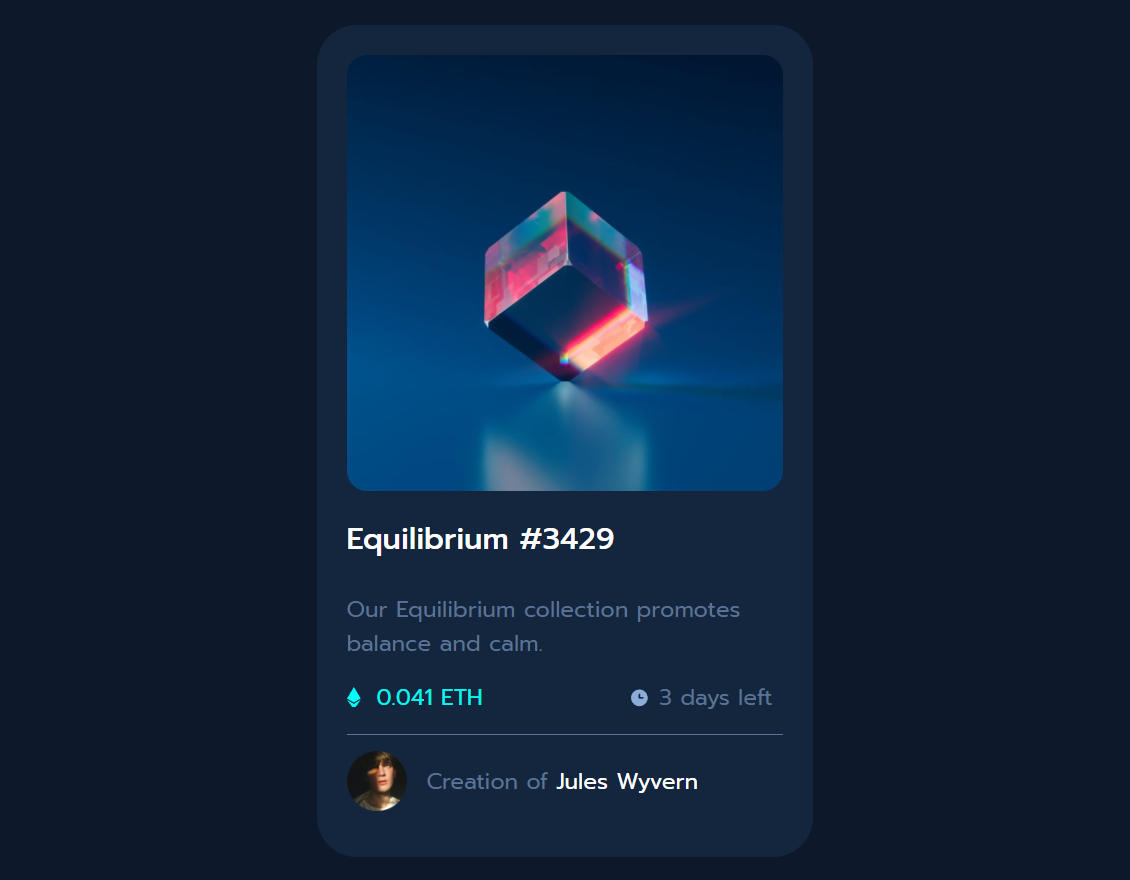 Equilibrium #3429
Our Equilibrium collection promotes
balance and calm.
0.041 ETH
3 days left
Creation of Jules Wyvern